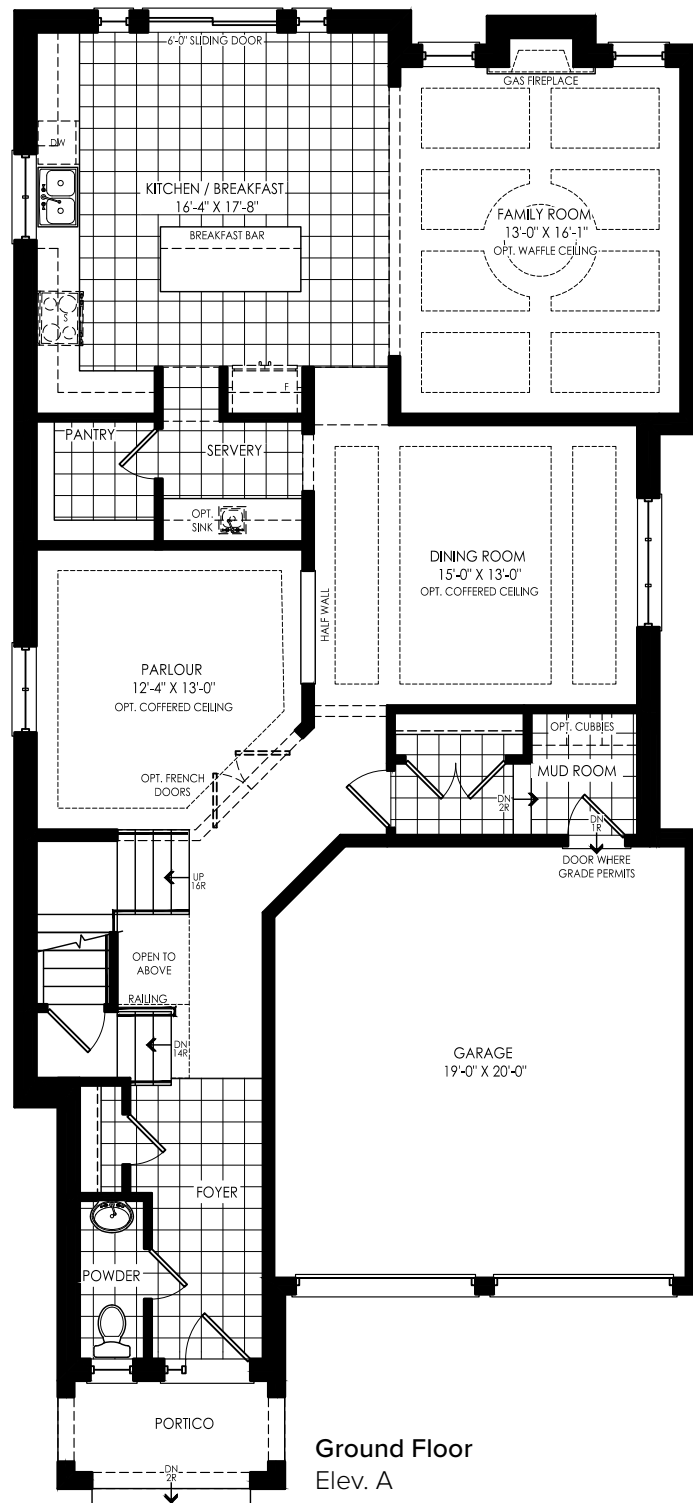 6'-0" SLIDING DOOR
GAS FIREPLACE
DW
KITCHEN / BREAKFAST
16'-4" X 17'-8"
BREAKFAST BAR
FAMILY ROOM
13'-0" X 16'-1"
OPT. WAFFLE CEILING
S
F
PANTRY
SERVERY
OPT.
SINK
DINING ROOM
15'-0" X 13'-0"
OPT. COFFERED CEILING
HALF WALL
PARLOUR
12'-4" X 13'-0"
OPT. COFFERED CEILING
OPT. FRENCH
DOORS
OPT. CUBBIES
MUD ROOM
DN
2R
DN
1R
DOOR WHERE
GRADE PERMITS
UP
16R
OPEN TO
ABOVE
RAILING
DN
14R
GARAGE
19'-0" X 20'-0"
FOYER
POWDER
PORTICO
DN
2R
Ground Floor
Elev. A